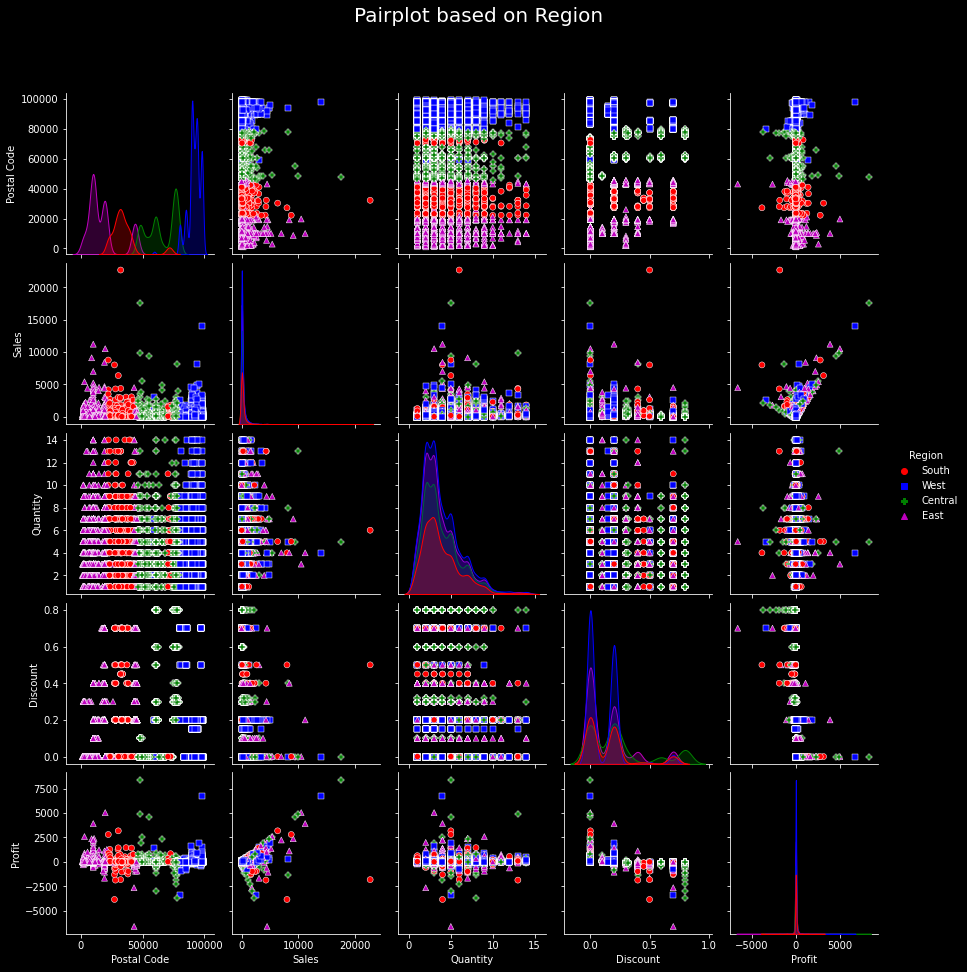 Pairplot based on Region
100000
80000
60000
40000
20000
0
Postal Code
20000
15000
10000
5000
0
Sales
14
12
10
8
6
4
2
Quantity
Region
South
West
Central
East
0.8
0.6
0.4
0.2
0.0
Discount
7500
5000
2500
0
−2500
−5000
Profit
0 50000 100000
0 10000 20000
0 5 10 15
0.0 0.5 1.0
−5000 0 5000
Postal Code
Sales
Quantity
Discount
Profit